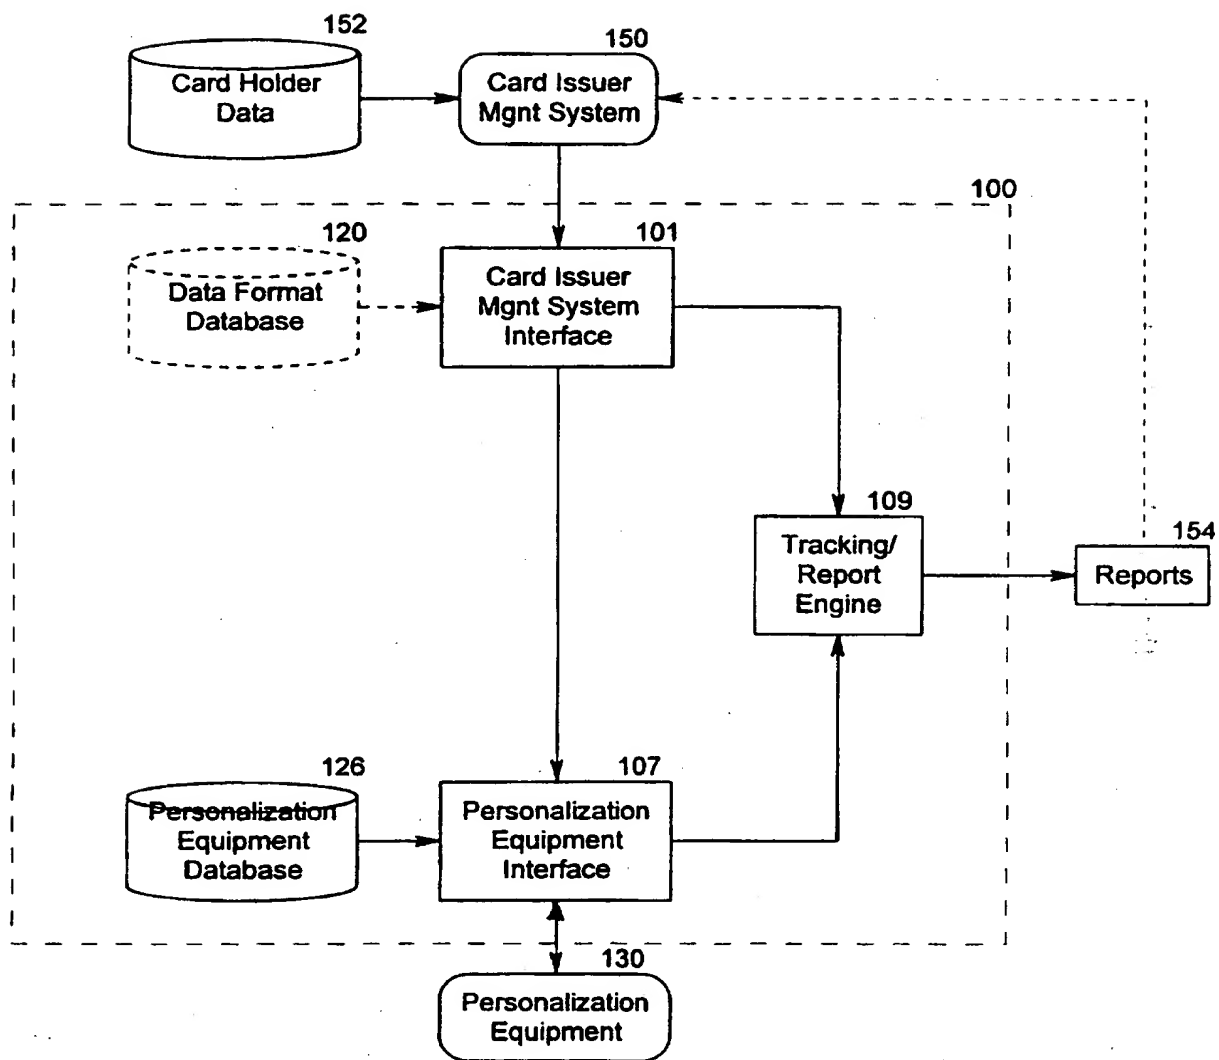 152
Card Holder
Data
150
Card Issuer
Mgnt System
100
120
Data Format
Database
101
Card Issuer
Mgnt System
Interface
109
Tracking/
Report
Engine
154
Reports
126
Personalization
Equipment
Database
107
Personalization
Equipment
Interface
130
Personalization
Equipment